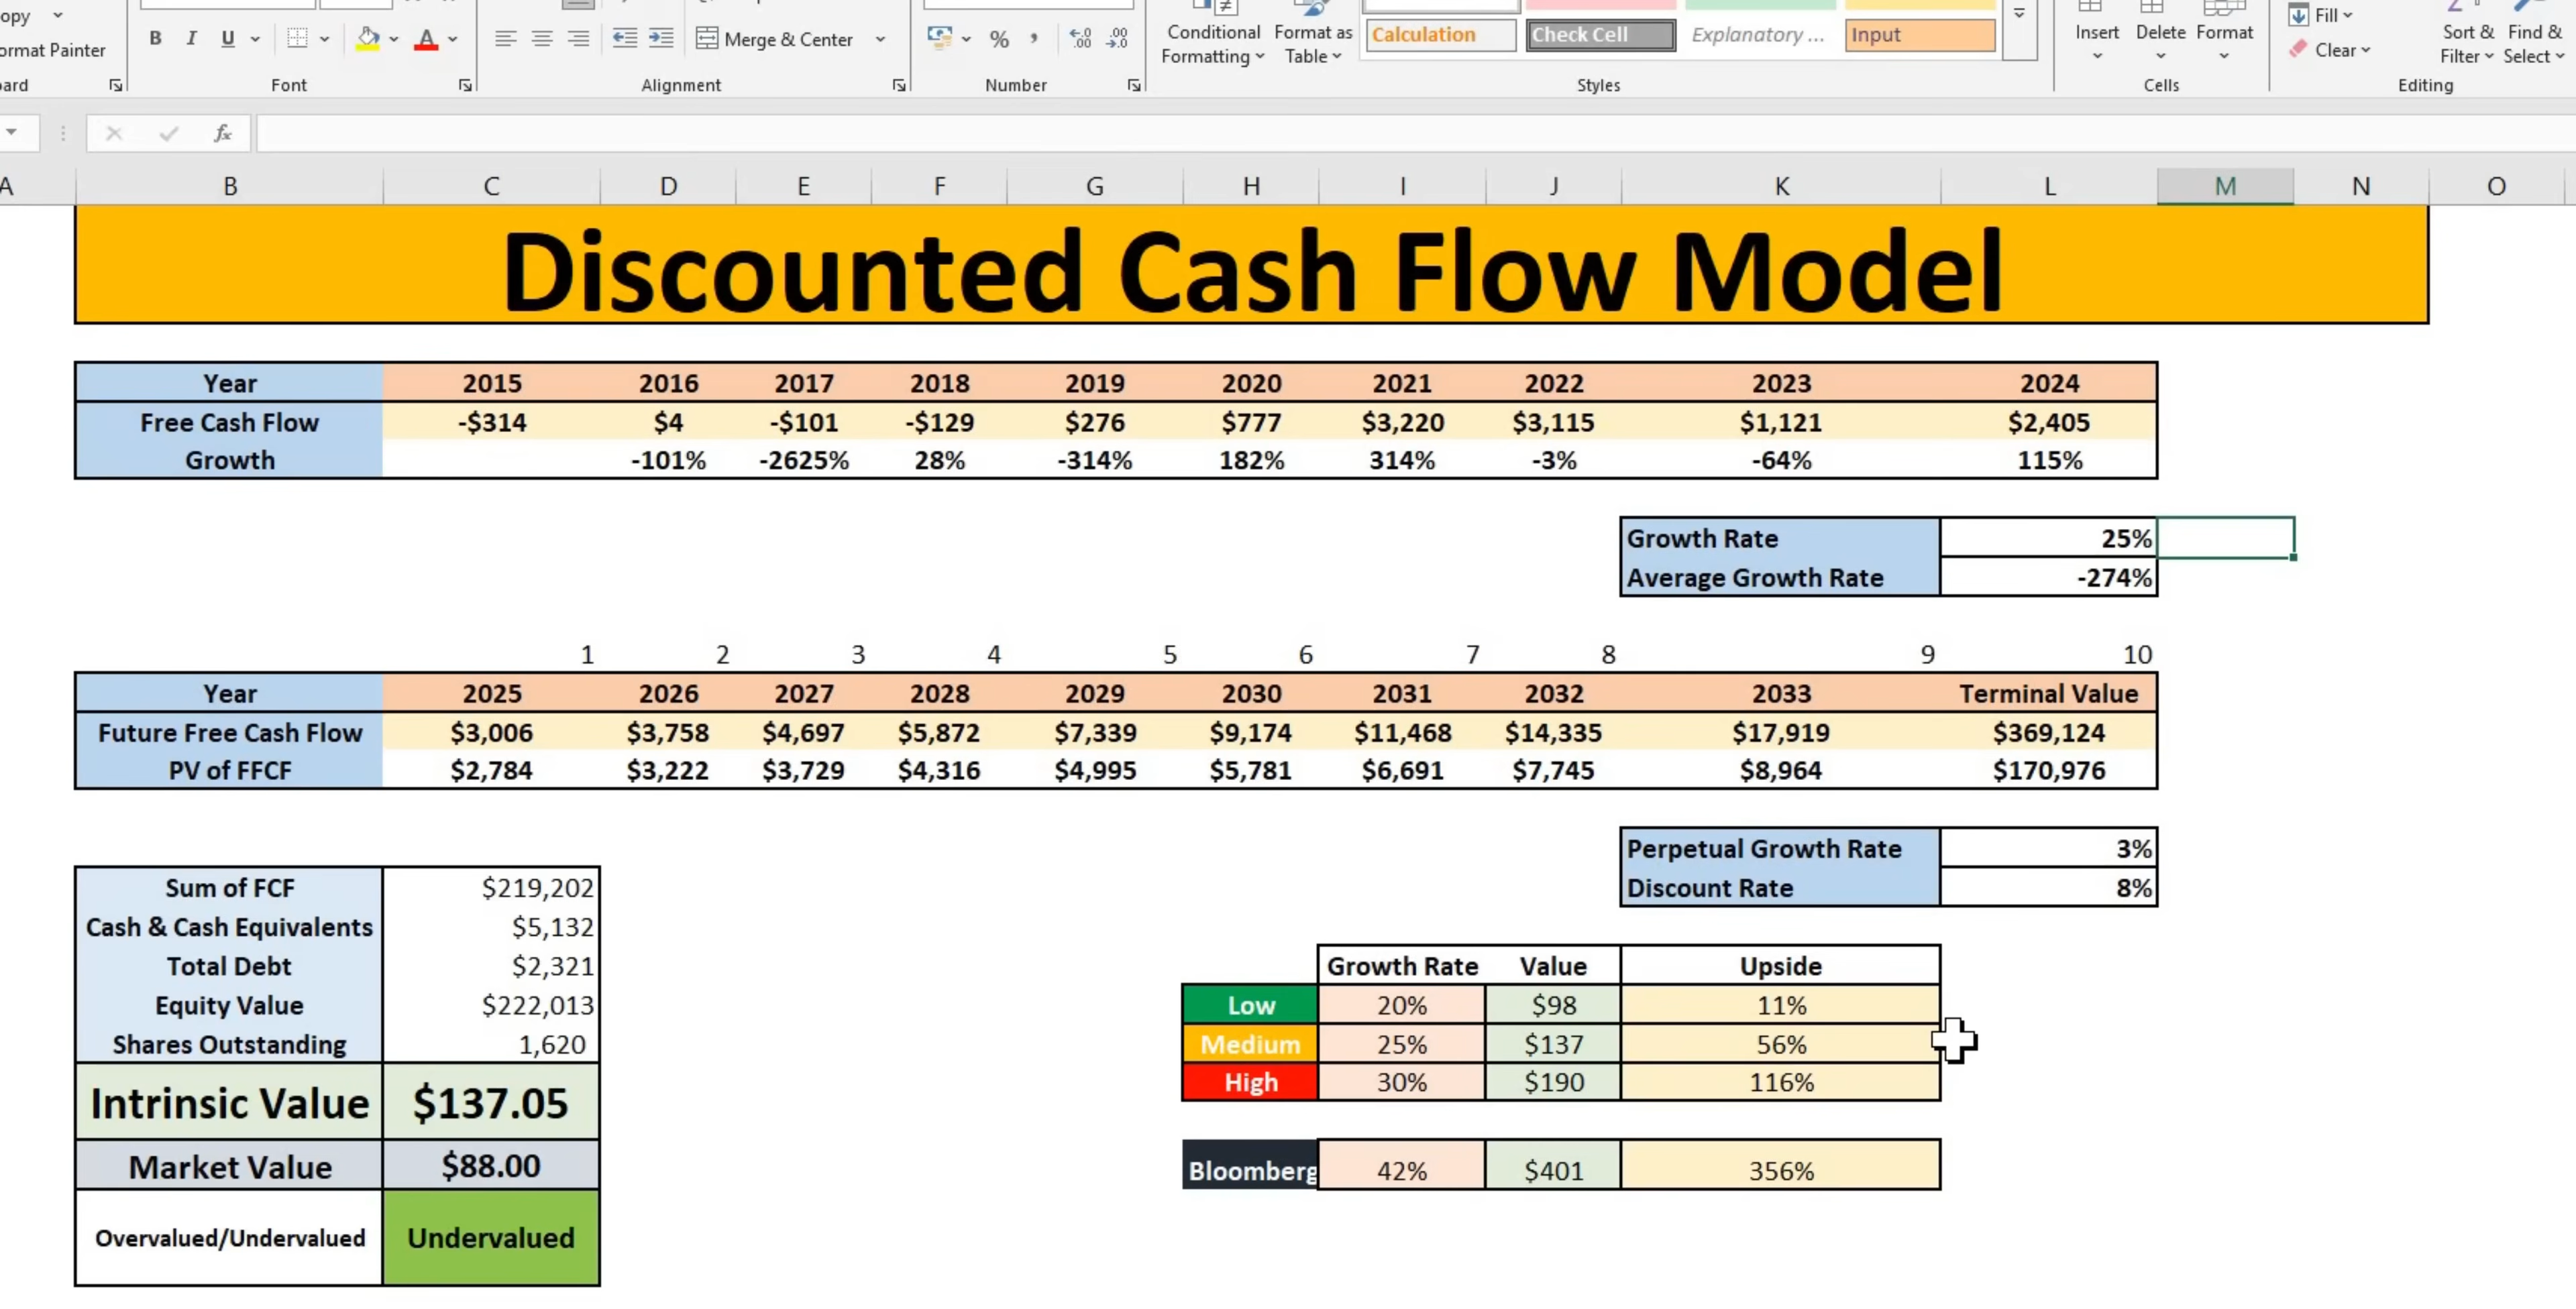 opy
ormat Painter
ard
B I U A
Font
Alignment
Merge & Center
% ,
Number
Conditional Formatting
Format as Table
Calculation Check Cell Explanatory ... Input
Styles
Insert Delete Format
Cells
Fill
Clear
Sort & Filter
Find & Select
Editing
fx
A B C D E F G H I J K L M N O
Discounted Cash Flow Model
Year 2015 2016 2017 2018 2019 2020 2021 2022 2023 2024
Free Cash Flow -$314 $4 -$101 -$129 $276 $777 $3,220 $3,115 $1,121 $2,405
Growth -101% -2625% 28% -314% 182% 314% -3% -64% 115%
Growth Rate 25%
Average Growth Rate -274%
1 2 3 4 5 6 7 8 9 10
Year 2025 2026 2027 2028 2029 2030 2031 2032 2033 Terminal Value
Future Free Cash Flow $3,006 $3,758 $4,697 $5,872 $7,339 $9,174 $11,468 $14,335 $17,919 $369,124
PV of FFCF $2,784 $3,222 $3,729 $4,316 $4,995 $5,781 $6,691 $7,745 $8,964 $170,976
Perpetual Growth Rate 3%
Discount Rate 8%
Sum of FCF $219,202
Cash & Cash Equivalents $5,132
Total Debt $2,321
Equity Value $222,013
Shares Outstanding 1,620
Intrinsic Value $137.05
Market Value $88.00
Overvalued/Undervalued Undervalued
Growth Rate Value Upside
Low 20% $98 11%
Medium 25% $137 56%
High 30% $190 116%
Bloomberg 42% $401 356%